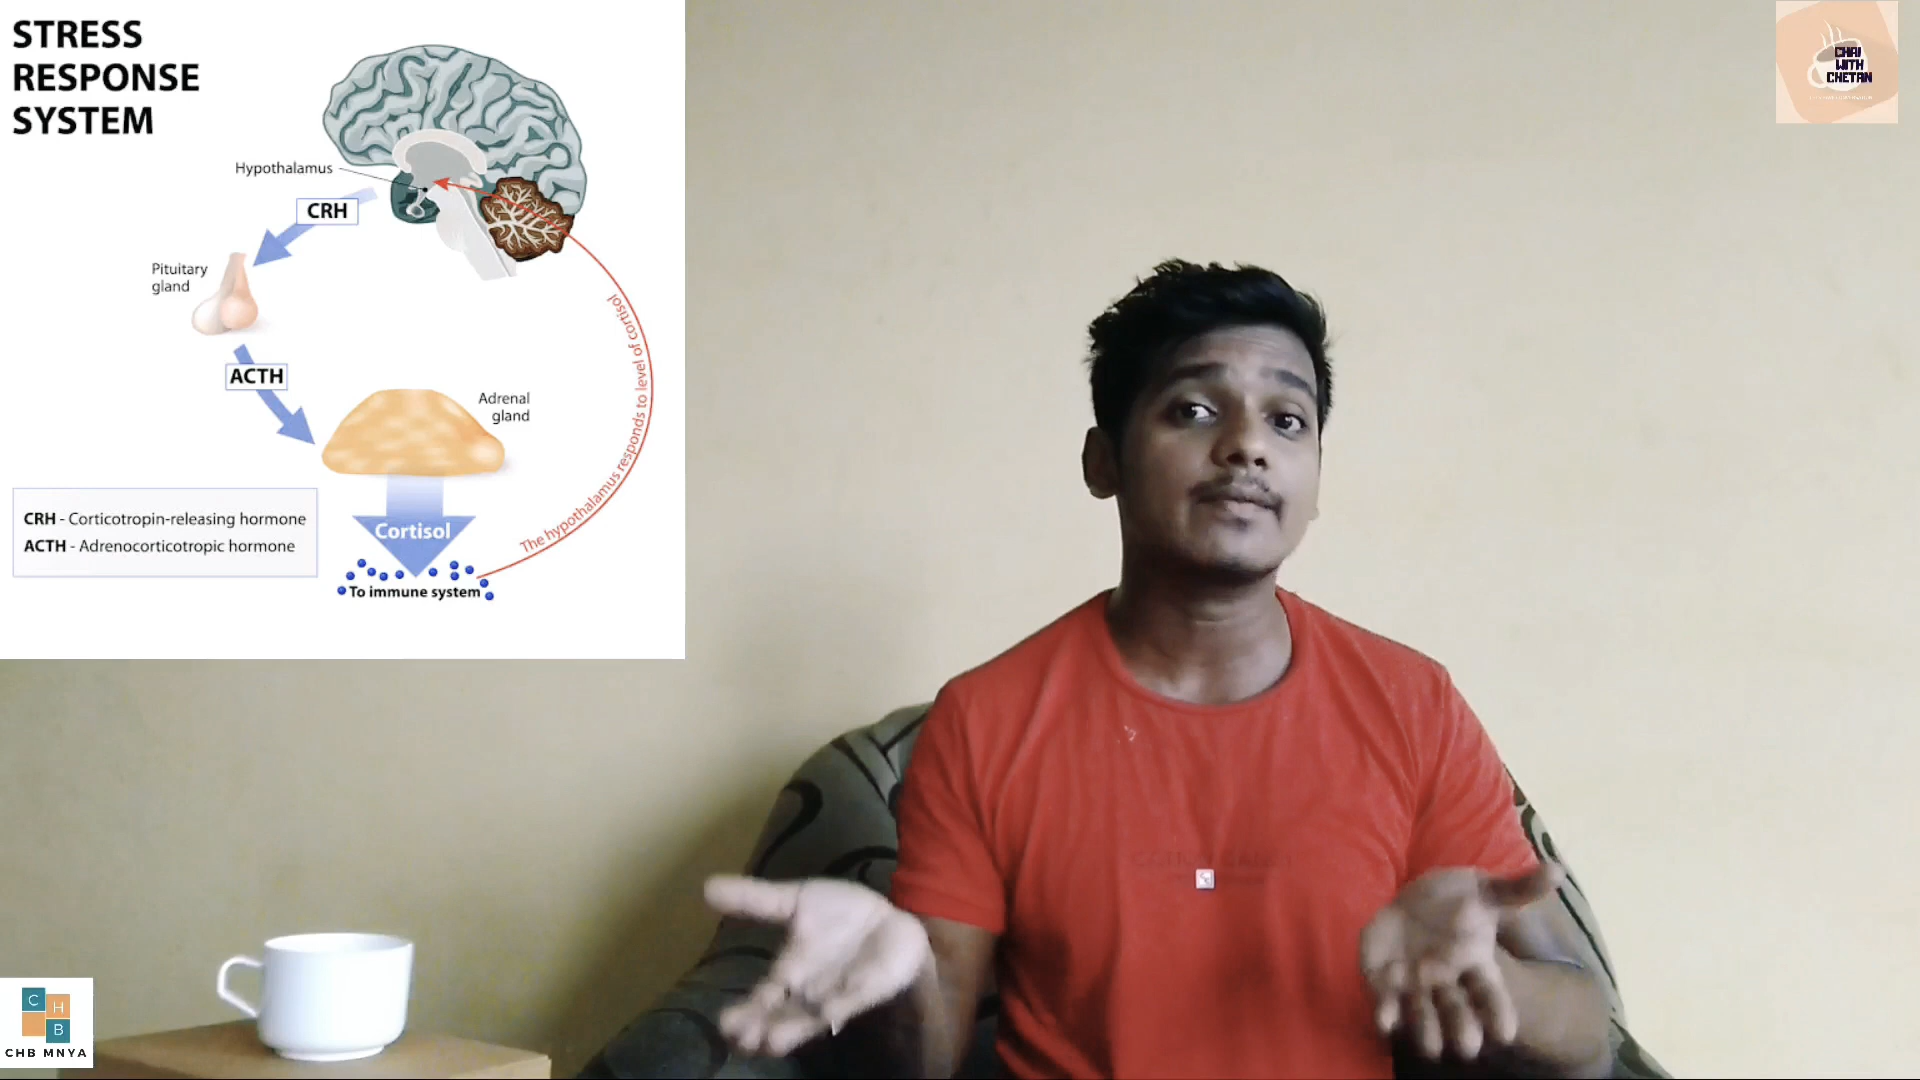 STRESS
RESPONSE
SYSTEM
Hypothalamus
CRH
Pituitary
gland
ACTH
Adrenal
gland
The hypothalamus responds to level of cortisol
CRH - Corticotropin-releasing hormone
ACTH - Adrenocorticotropic hormone
Cortisol
To immune system
CHAI
WITH
CHETAN
C
H
B
CHB MNYA